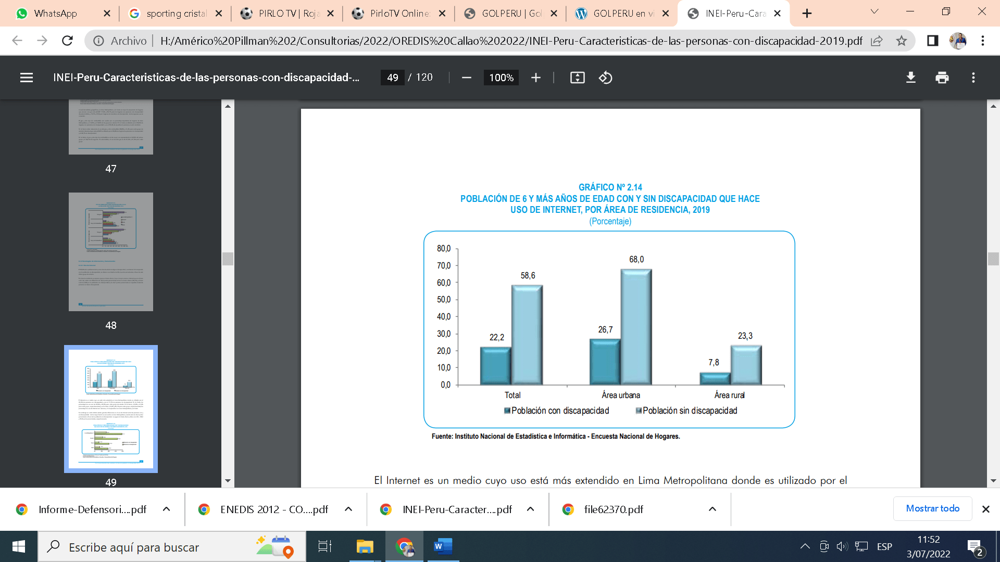 WhatsApp
sporting cristal
PIRLO TV | Roja
PirloTV Online:
GOLPERU | Gol
GOLPERU en vi
INEI-Peru-Cara
Archivo
H:/Américo%20Pillman%202/Consultorias/2022/OREDIS%20Callao%202022/INEI-Peru-Caracteristicas-de-las-personas-con-discapacidad-2019.pdf
INEI-Peru-Caracteristicas-de-las-personas-con-discapacidad-...
49 / 120
100%
47
48
49
GRÁFICO Nº 2.14
POBLACIÓN DE 6 Y MÁS AÑOS DE EDAD CON Y SIN DISCAPACIDAD QUE HACE
USO DE INTERNET, POR ÁREA DE RESIDENCIA, 2019
(Porcentaje)
80,0
70,0
60,0
50,0
40,0
30,0
20,0
10,0
0,0
22,2
58,6
26,7
68,0
7,8
23,3
Total
Área urbana
Área rural
Población con discapacidad
Población sin discapacidad
Fuente: Instituto Nacional de Estadística e Informática - Encuesta Nacional de Hogares.
El Internet es un medio cuyo uso está más extendido en Lima Metropolitana donde es utilizado por el
Informe-Defensori....pdf
ENEDIS 2012 - CO....pdf
INEI-Peru-Caracter....pdf
file62370.pdf
Mostrar todo
Escribe aquí para buscar
ESP
11:52
3/07/2022
2